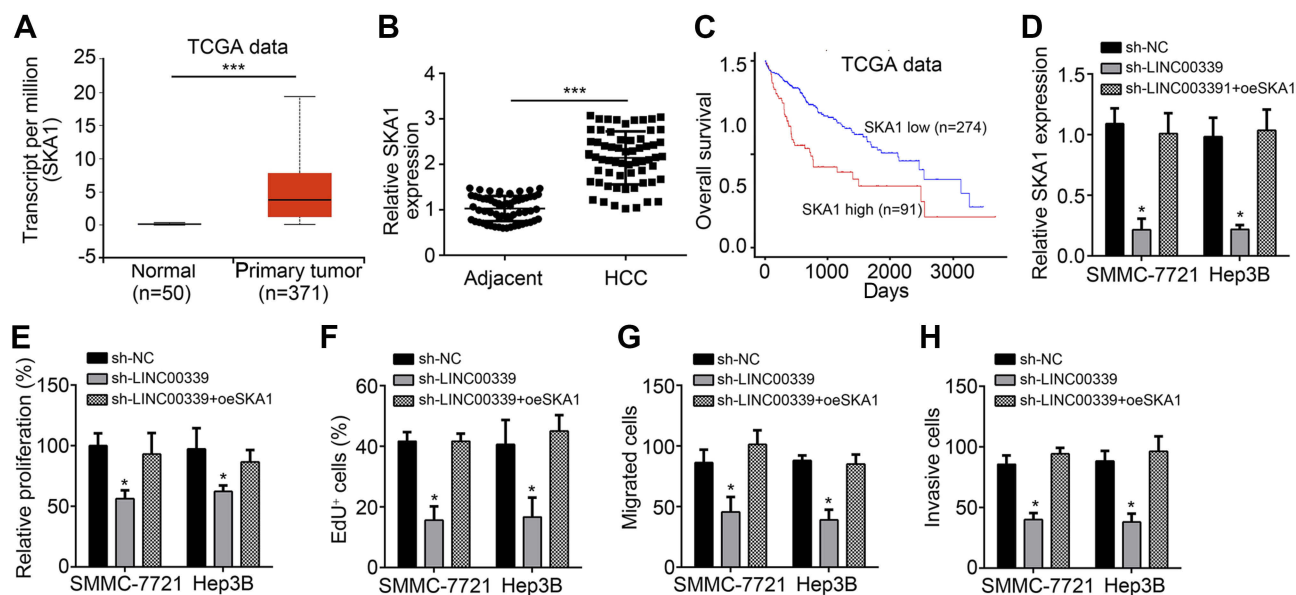 A
TCGA data
***
Transcript per million
(SKA1)
25
20
15
10
5
0
-5
Normal
(n=50)
Primary tumor
(n=371)
B
***
Relative SKA1
expression
4
3
2
1
0
Adjacent
HCC
C
TCGA data
Overall survival
1.5
1.0
1.5
0.5
0.0
SKA1 low (n=274)
SKA1 high (n=91)
0
1000
2000
3000
Days
D
sh-NC
sh-LINC00339
sh-LINC003391+oeSKA1
Relative SKA1 expression
1.5
1.0
0.5
0.0
*
*
SMMC-7721
Hep3B
E
sh-NC
sh-LINC00339
sh-LINC00339+oeSKA1
Relative proliferation (%)
150
100
50
0
*
*
SMMC-7721
Hep3B
F
sh-NC
sh-LINC00339
sh-LINC00339+oeSKA1
EdU+ cells (%)
60
40
20
0
*
*
SMMC-7721
Hep3B
G
sh-NC
sh-LINC00339
sh-LINC00339+oeSKA1
Migrated cells
150
100
50
0
*
*
SMMC-7721
Hep3B
H
sh-NC
sh-LINC00339
sh-LINC00339+oeSKA1
Invasive cells
150
100
50
0
*
*
SMMC-7721
Hep3B